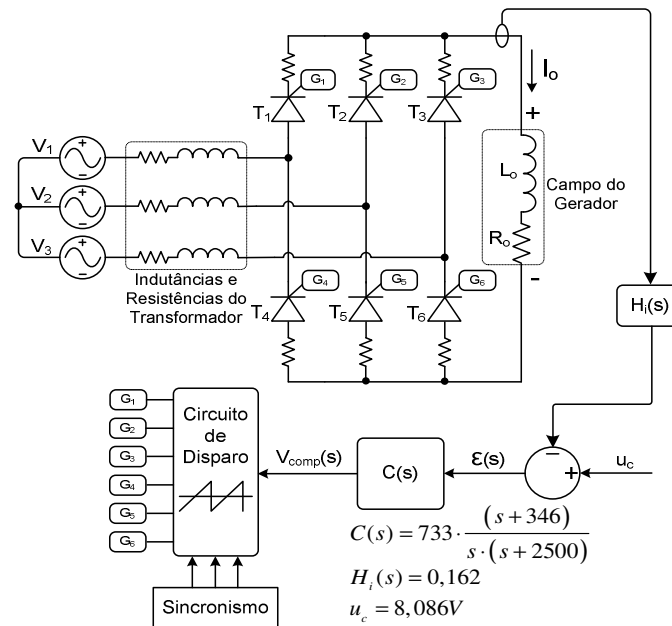 G₁
G₂
G₃
I₀
T₁
T₂
T₃
+
V₁
+
−
L₀
Campo do
Gerador
V₂
+
−
R₀
V₃
+
−
-
Indutâncias e
Resistências do
Transformador
G₄
G₅
G₆
T₄
T₅
T₆
Hᵢ(s)
G₁
G₂
G₃
G₄
G₅
G₆
Circuito
de
Disparo
V_comp(s)
C(s)
ε(s)
−
+
u_c
C(s) = 733 · (s + 346) / s · (s + 2500)
Hᵢ(s) = 0,162
u_c = 8,086V
Sincronismo